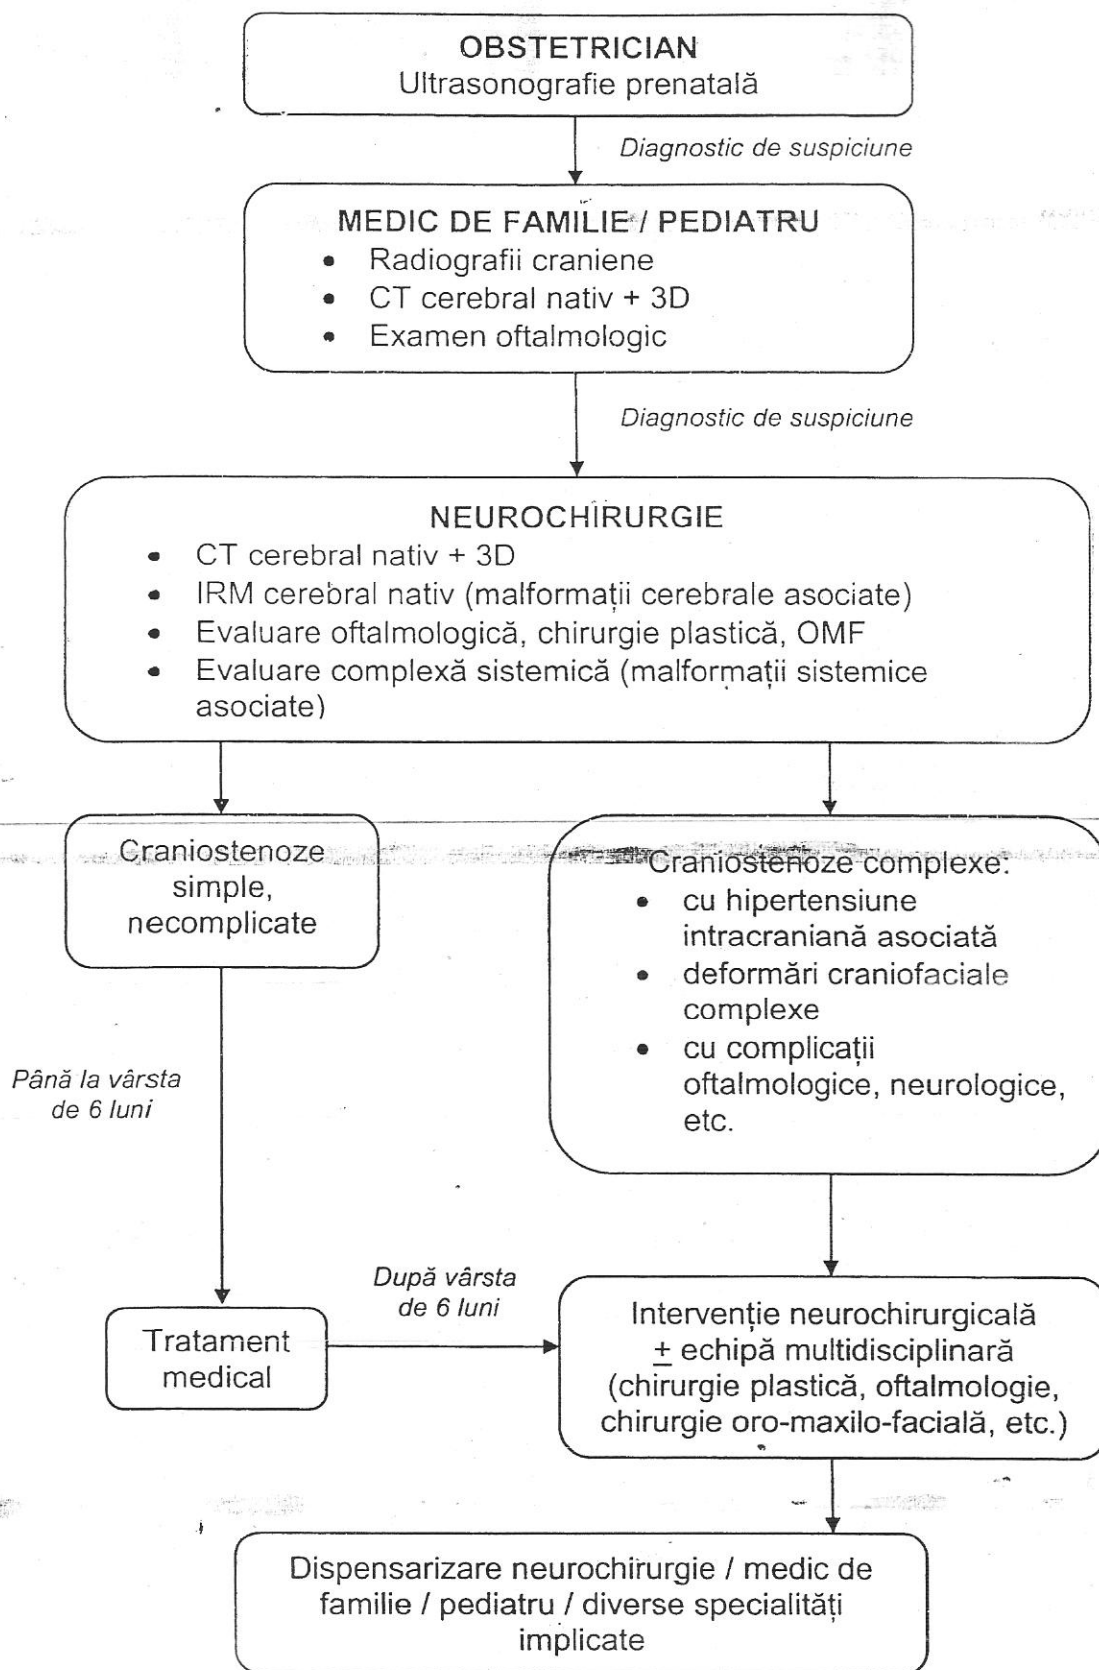 OBSTETRICIAN
Ultrasonografie prenatală
Diagnostic de suspiciune
MEDIC DE FAMILIE / PEDIATRU
• Radiografii craniene
• CT cerebral nativ + 3D
• Examen oftalmologic
Diagnostic de suspiciune
NEUROCHIRURGIE
• CT cerebral nativ + 3D
• IRM cerebral nativ (malformații cerebrale asociate)
• Evaluare oftalmologică, chirurgie plastică, OMF
• Evaluare complexă sistemică (malformații sistemice
asociate)
Craniostenoze
simple,
necomplicate
Craniostenoze complexe:
• cu hipertensiune
intracraniană asociată
• deformări craniofaciale
complexe
• cu complicații
oftalmologice, neurologice,
etc.
Până la vârsta
de 6 luni
Tratament
medical
După vârsta
de 6 luni
Intervenție neurochirurgicală
± echipă multidisciplinară
(chirurgie plastică, oftalmologie,
chirurgie oro-maxilo-facială, etc.)
Dispensarizare neurochirurgie / medic de
familie / pediatru / diverse specialități
implicate